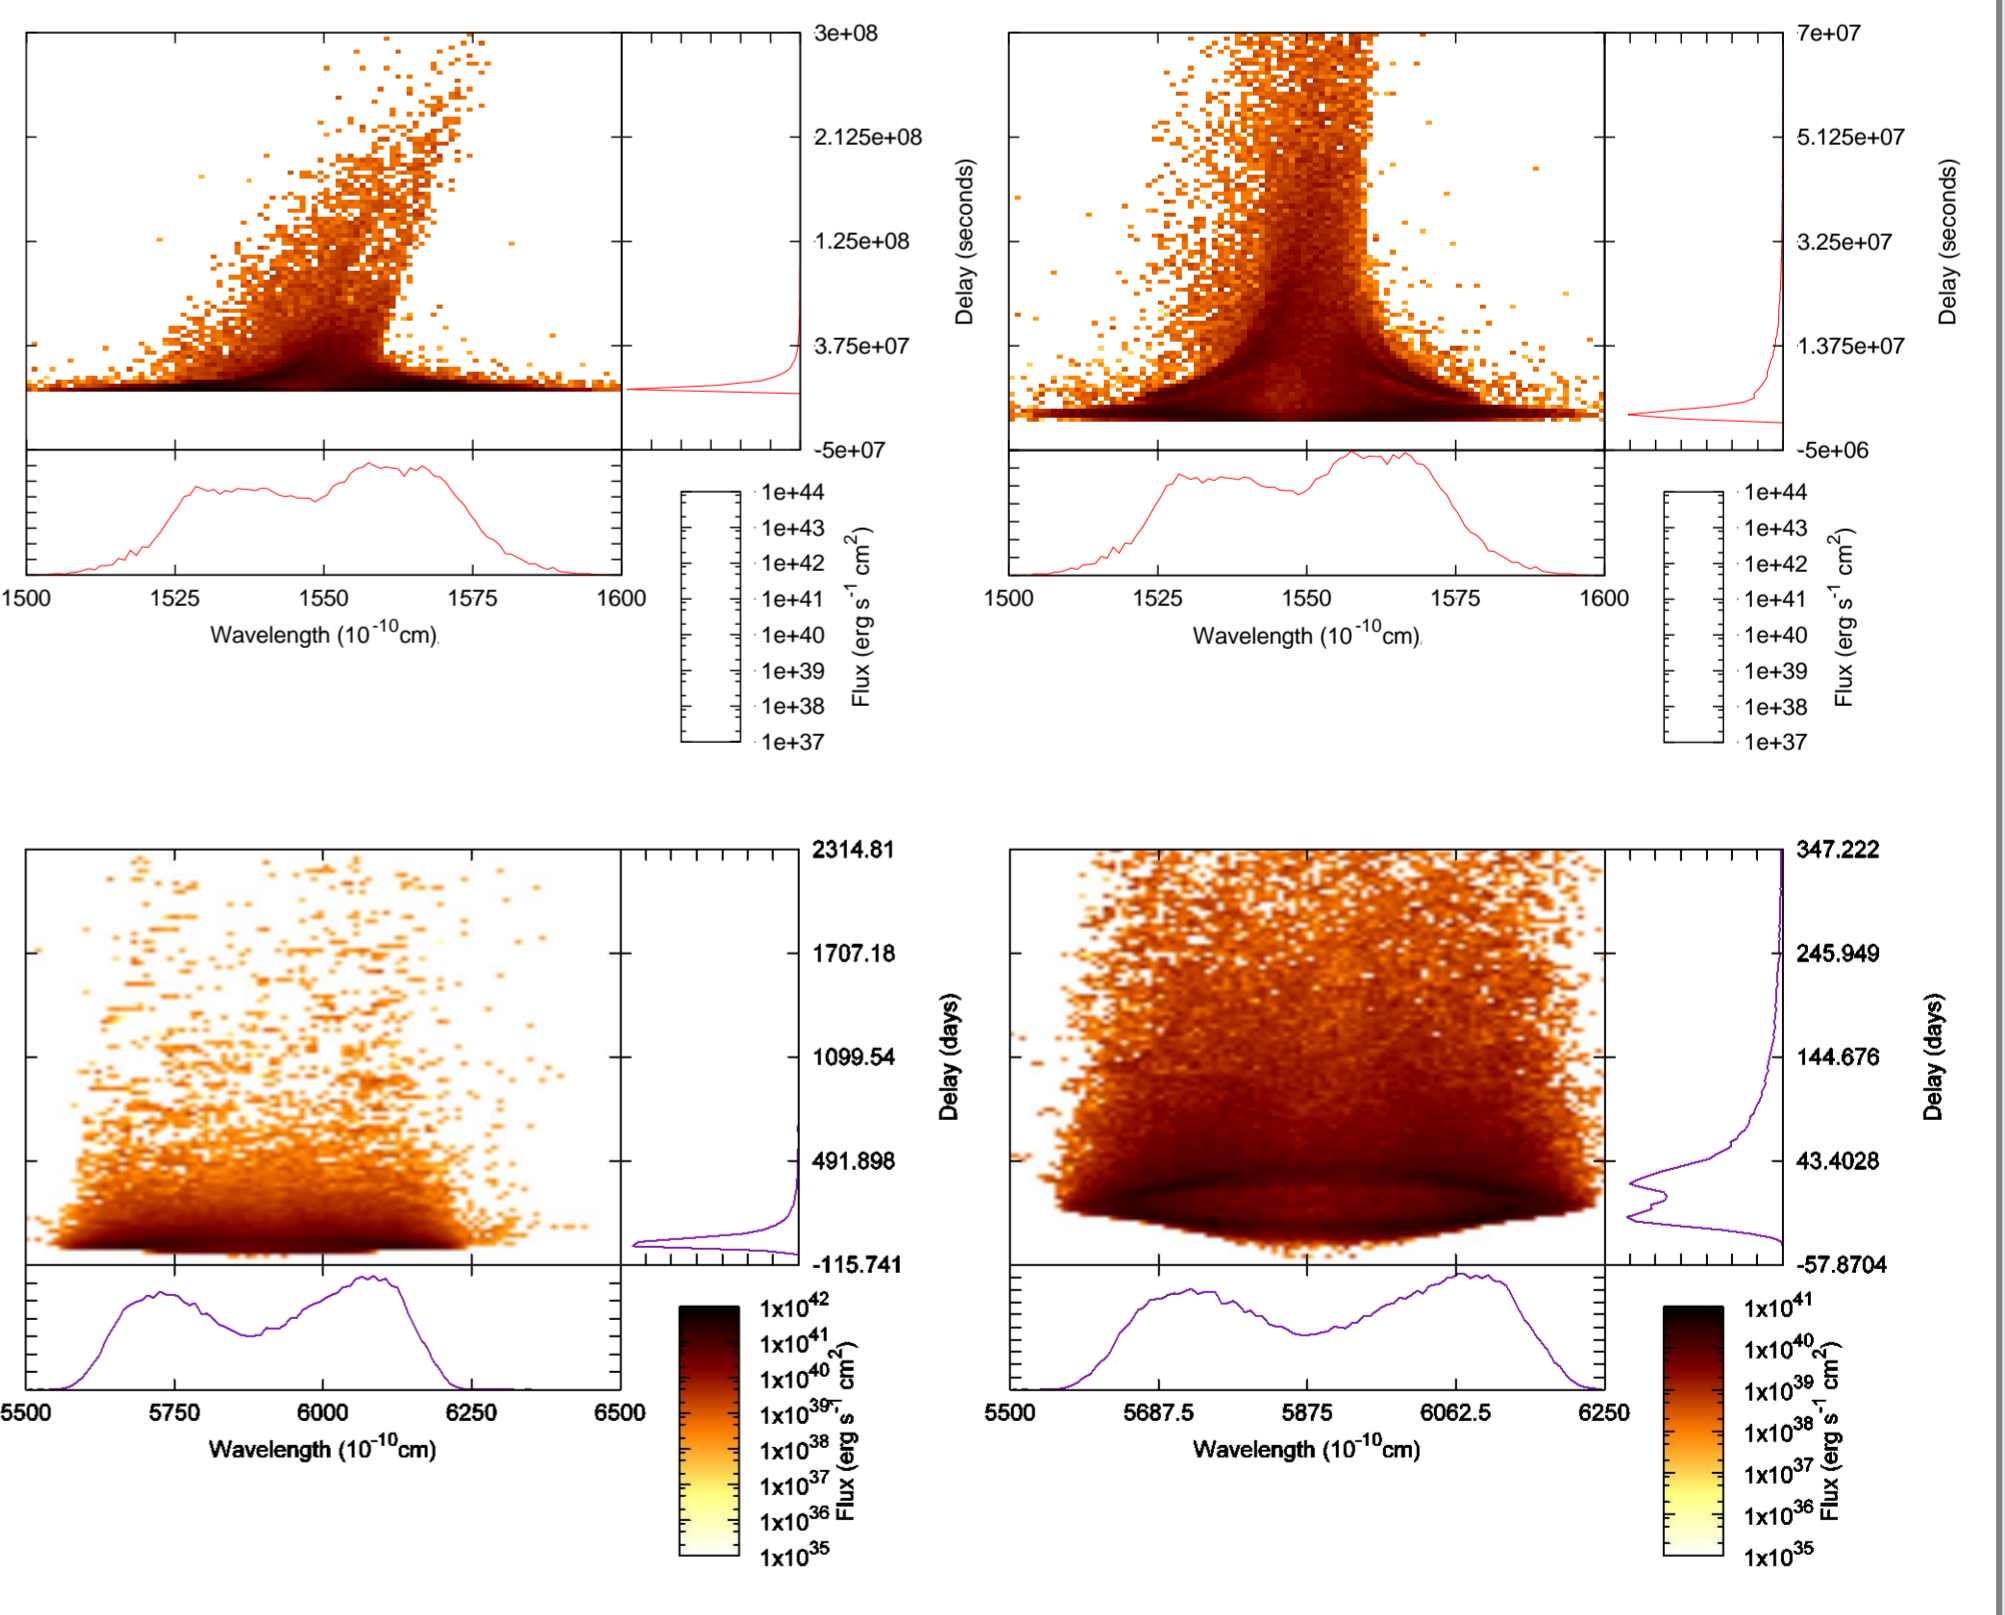 3e+08
2.125e+08
1.25e+08
3.75e+07
-5e+07
Delay (seconds)
1500 1525 1550 1575 1600
Wavelength (10-10cm)
1e+44
1e+43
1e+42
1e+41
1e+40
1e+39
1e+38
1e+37
Flux (erg s-1 cm2)
7e+07
5.125e+07
3.25e+07
1.375e+07
-5e+06
Delay (seconds)
1500 1525 1550 1575 1600
Wavelength (10-10cm)
1e+44
1e+43
1e+42
1e+41
1e+40
1e+39
1e+38
1e+37
Flux (erg s-1 cm2)
2314.81
1707.18
1099.54
491.898
-115.741
Delay (days)
5500 5750 6000 6250 6500
Wavelength (10-10cm)
1x1042
1x1041
1x1040
1x1039
1x1038
1x1037
1x1036
1x1035
Flux (erg s-1 cm2)
347.222
245.949
144.676
43.4028
-57.8704
Delay (days)
5500 5687.5 5875 6062.5 6250
Wavelength (10-10cm)
1x1041
1x1040
1x1039
1x1038
1x1037
1x1036
1x1035
Flux (erg s-1 cm2)